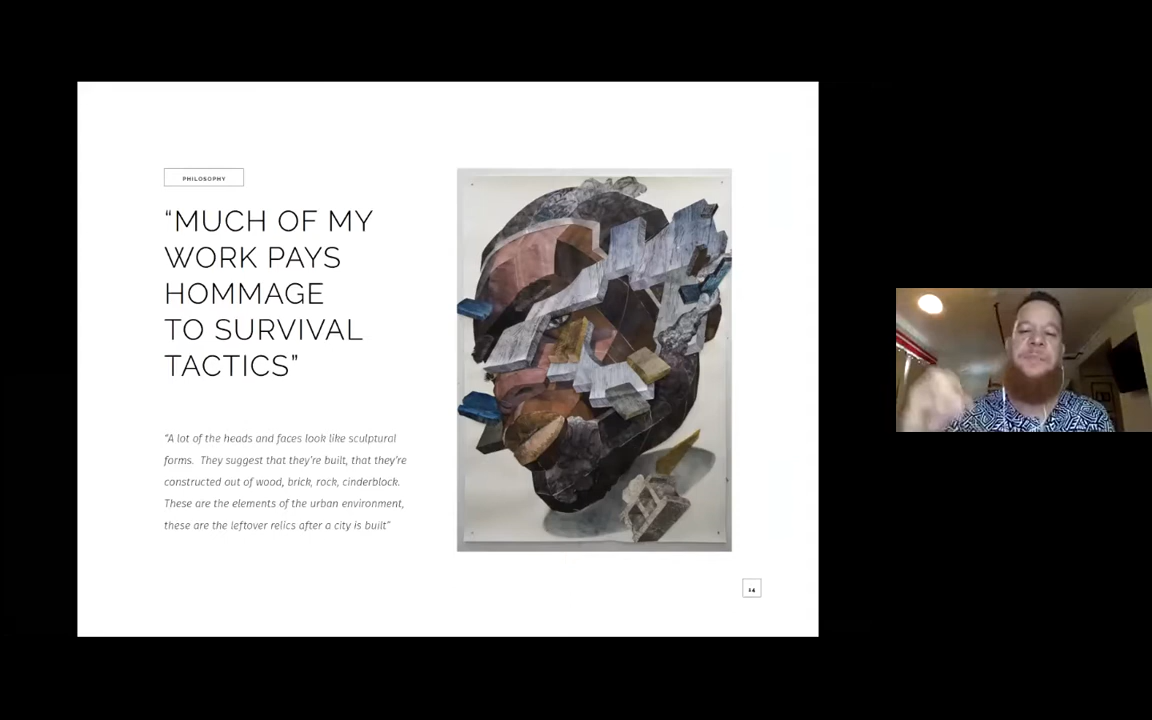 PHILOSOPHY
“MUCH OF MY
WORK PAYS
HOMMAGE
TO SURVIVAL
TACTICS”
“A lot of the heads and faces look like sculptural
forms. They suggest that they’re built, that they’re
constructed out of wood, brick, rock, cinderblock.
These are the elements of the urban environment,
these are the leftover relics after a city is built”
14